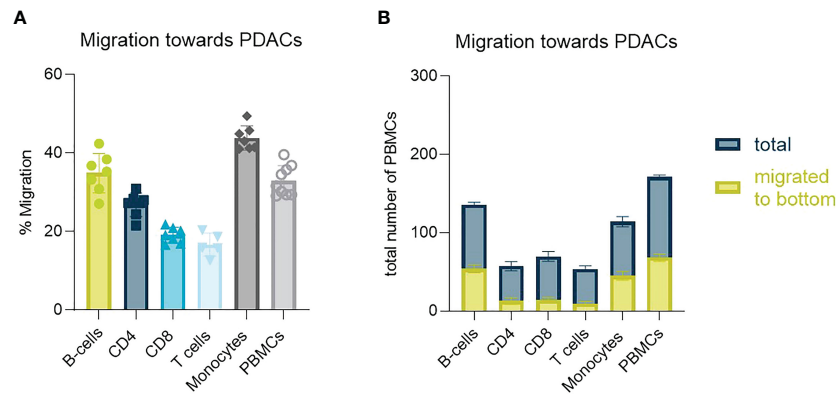 A
Migration towards PDACs
% Migration
60
40
20
0
B-cells
CD4
CD8
T cells
Monocytes
PBMCs
B
Migration towards PDACs
total number of PBMCs
300
200
100
0
B-cells
CD4
CD8
T cells
Monocytes
PBMCs
total
migrated
to bottom